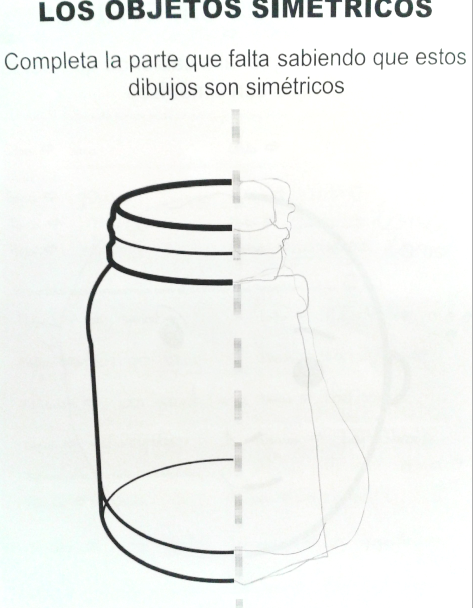 LOS OBJETOS SIMÉTRICOS
Completa la parte que falta sabiendo que estos
dibujos son simétricos